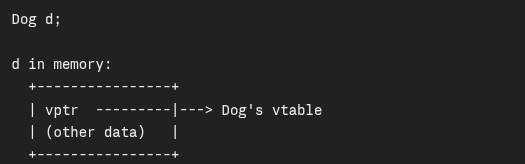 Dog d;
d in memory:
+----------------+
| vptr  ---------|---> Dog's vtable
| (other data)   |
+----------------+